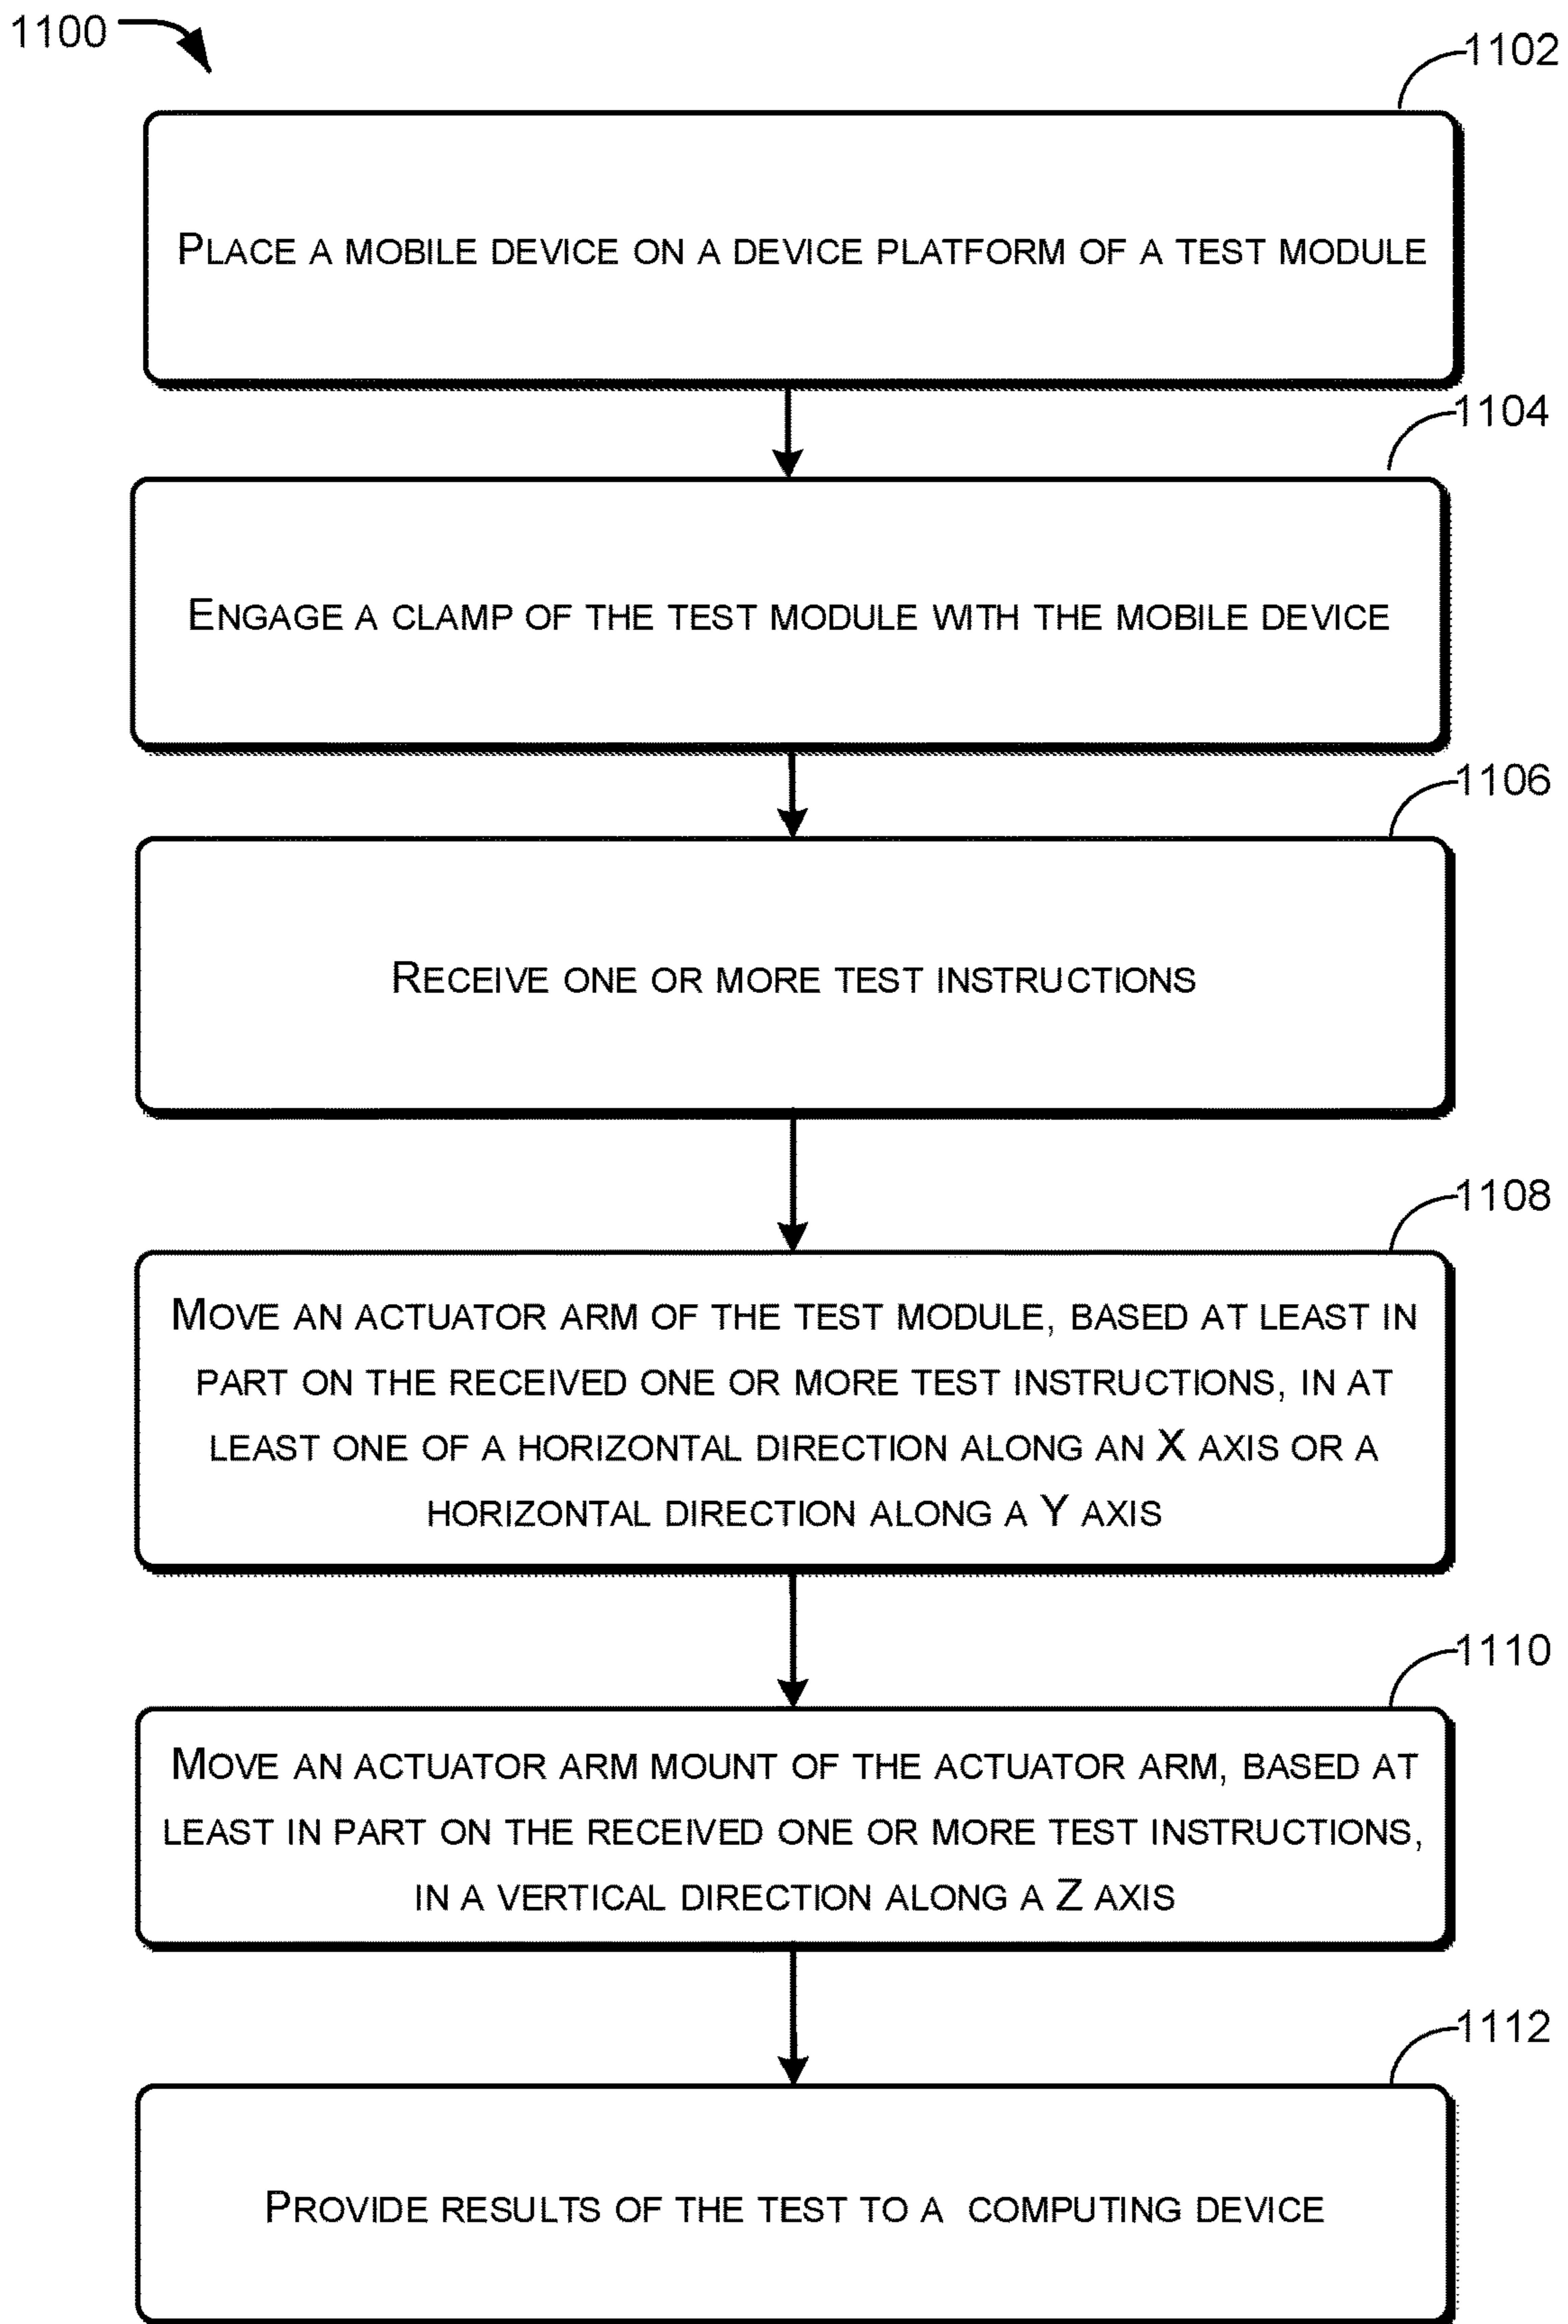 1100
1102
PLACE A MOBILE DEVICE ON A DEVICE PLATFORM OF A TEST MODULE
1104
ENGAGE A CLAMP OF THE TEST MODULE WITH THE MOBILE DEVICE
1106
RECEIVE ONE OR MORE TEST INSTRUCTIONS
1108
MOVE AN ACTUATOR ARM OF THE TEST MODULE, BASED AT LEAST IN
PART ON THE RECEIVED ONE OR MORE TEST INSTRUCTIONS, IN AT
LEAST ONE OF A HORIZONTAL DIRECTION ALONG AN X AXIS OR A
HORIZONTAL DIRECTION ALONG A Y AXIS
1110
MOVE AN ACTUATOR ARM MOUNT OF THE ACTUATOR ARM, BASED AT
LEAST IN PART ON THE RECEIVED ONE OR MORE TEST INSTRUCTIONS,
IN A VERTICAL DIRECTION ALONG A Z AXIS
1112
PROVIDE RESULTS OF THE TEST TO A COMPUTING DEVICE